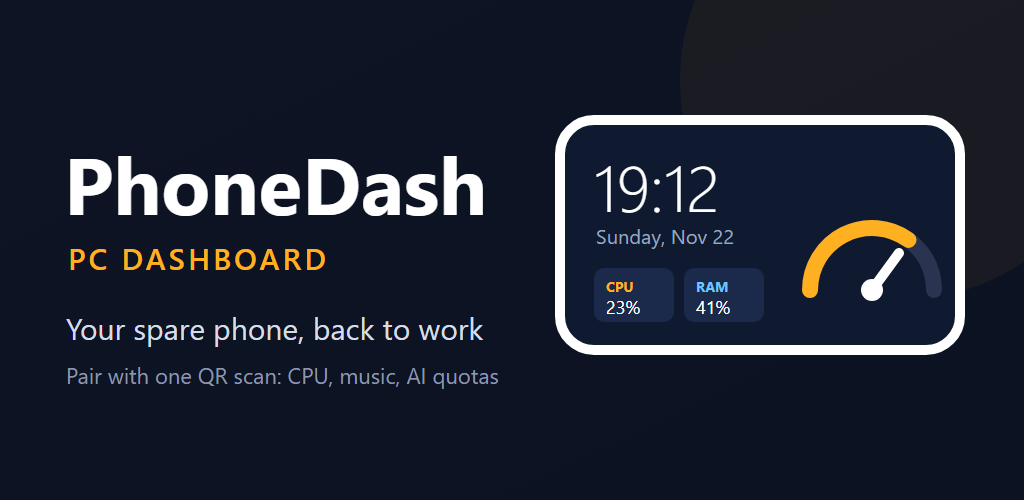 PhoneDash
PC DASHBOARD
Your spare phone, back to work
Pair with one QR scan: CPU, music, AI quotas
19:12
Sunday, Nov 22
CPU RAM
23% 41%